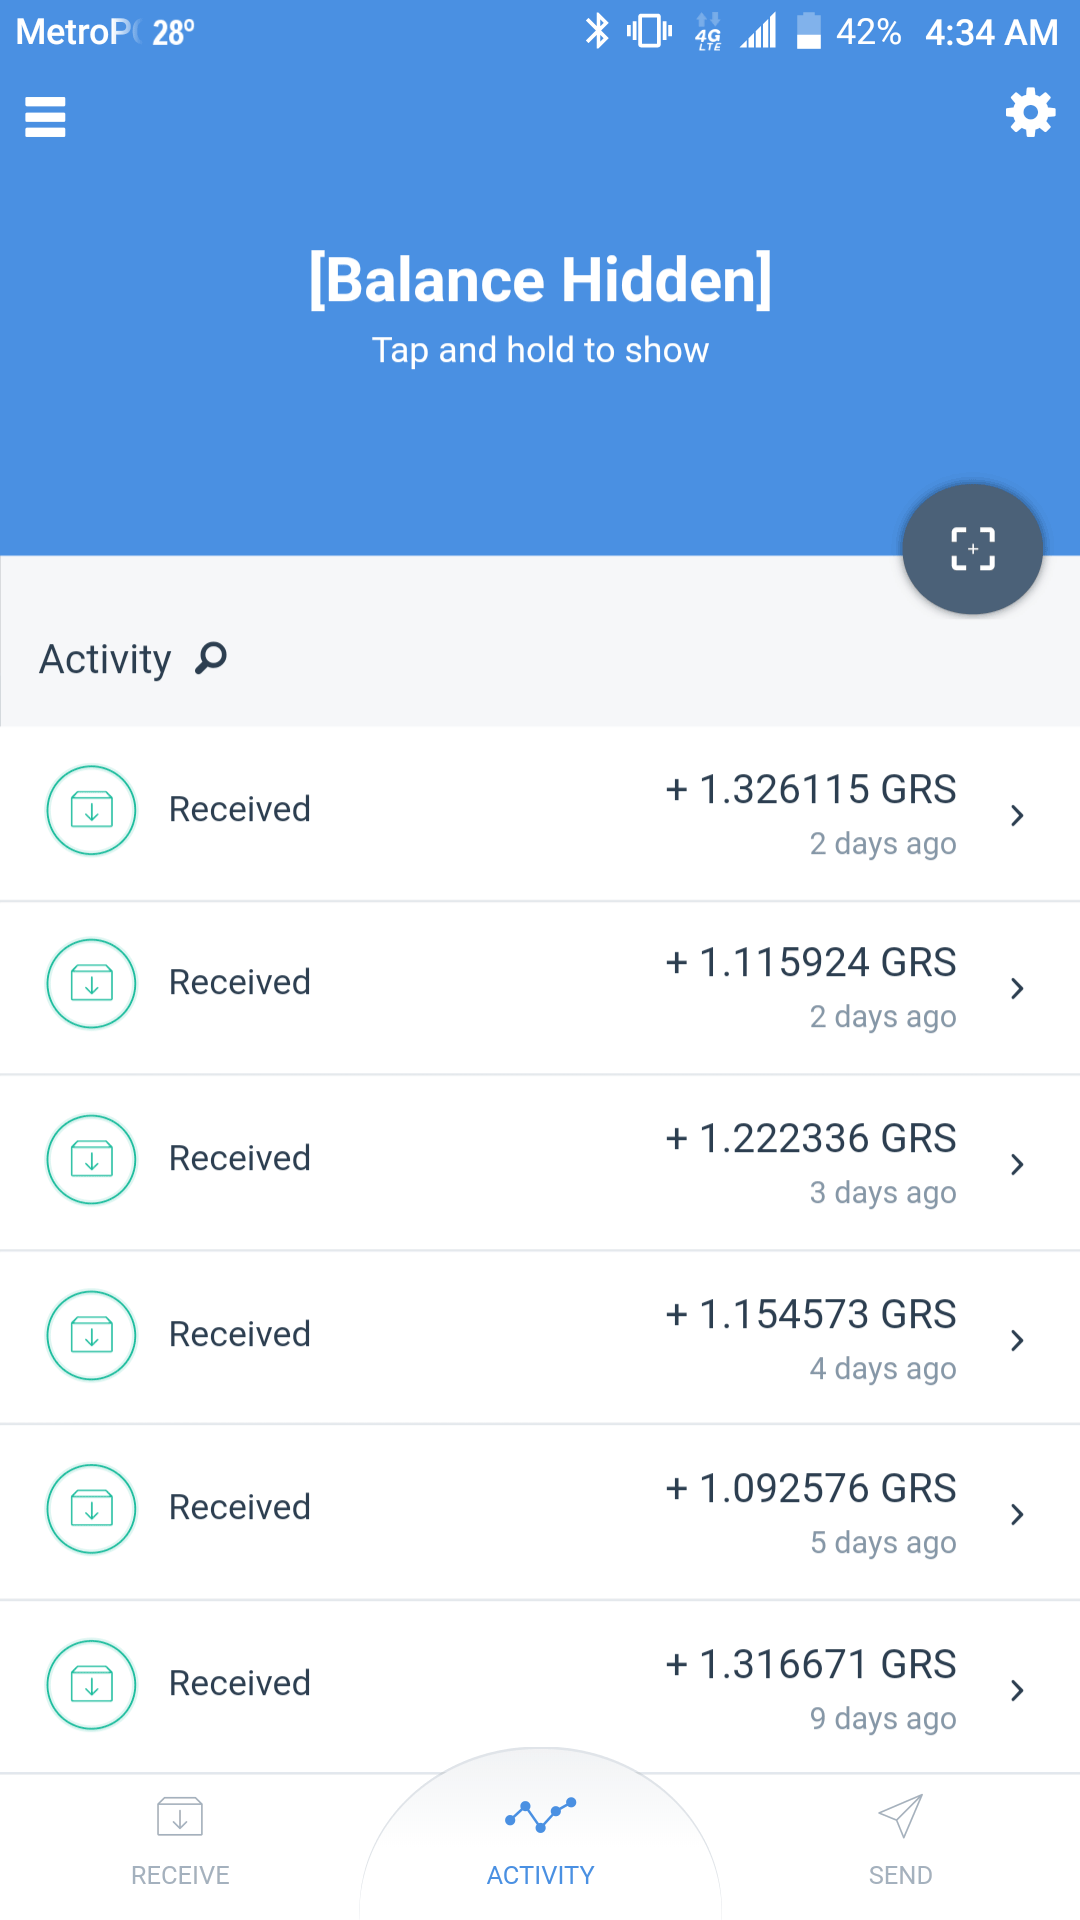 MetroP 28° 4G LTE 42% 4:34 AM
[Balance Hidden]
Tap and hold to show
Activity
Received + 1.326115 GRS
2 days ago
Received + 1.115924 GRS
2 days ago
Received + 1.222336 GRS
3 days ago
Received + 1.154573 GRS
4 days ago
Received + 1.092576 GRS
5 days ago
Received + 1.316671 GRS
9 days ago
RECEIVE ACTIVITY SEND